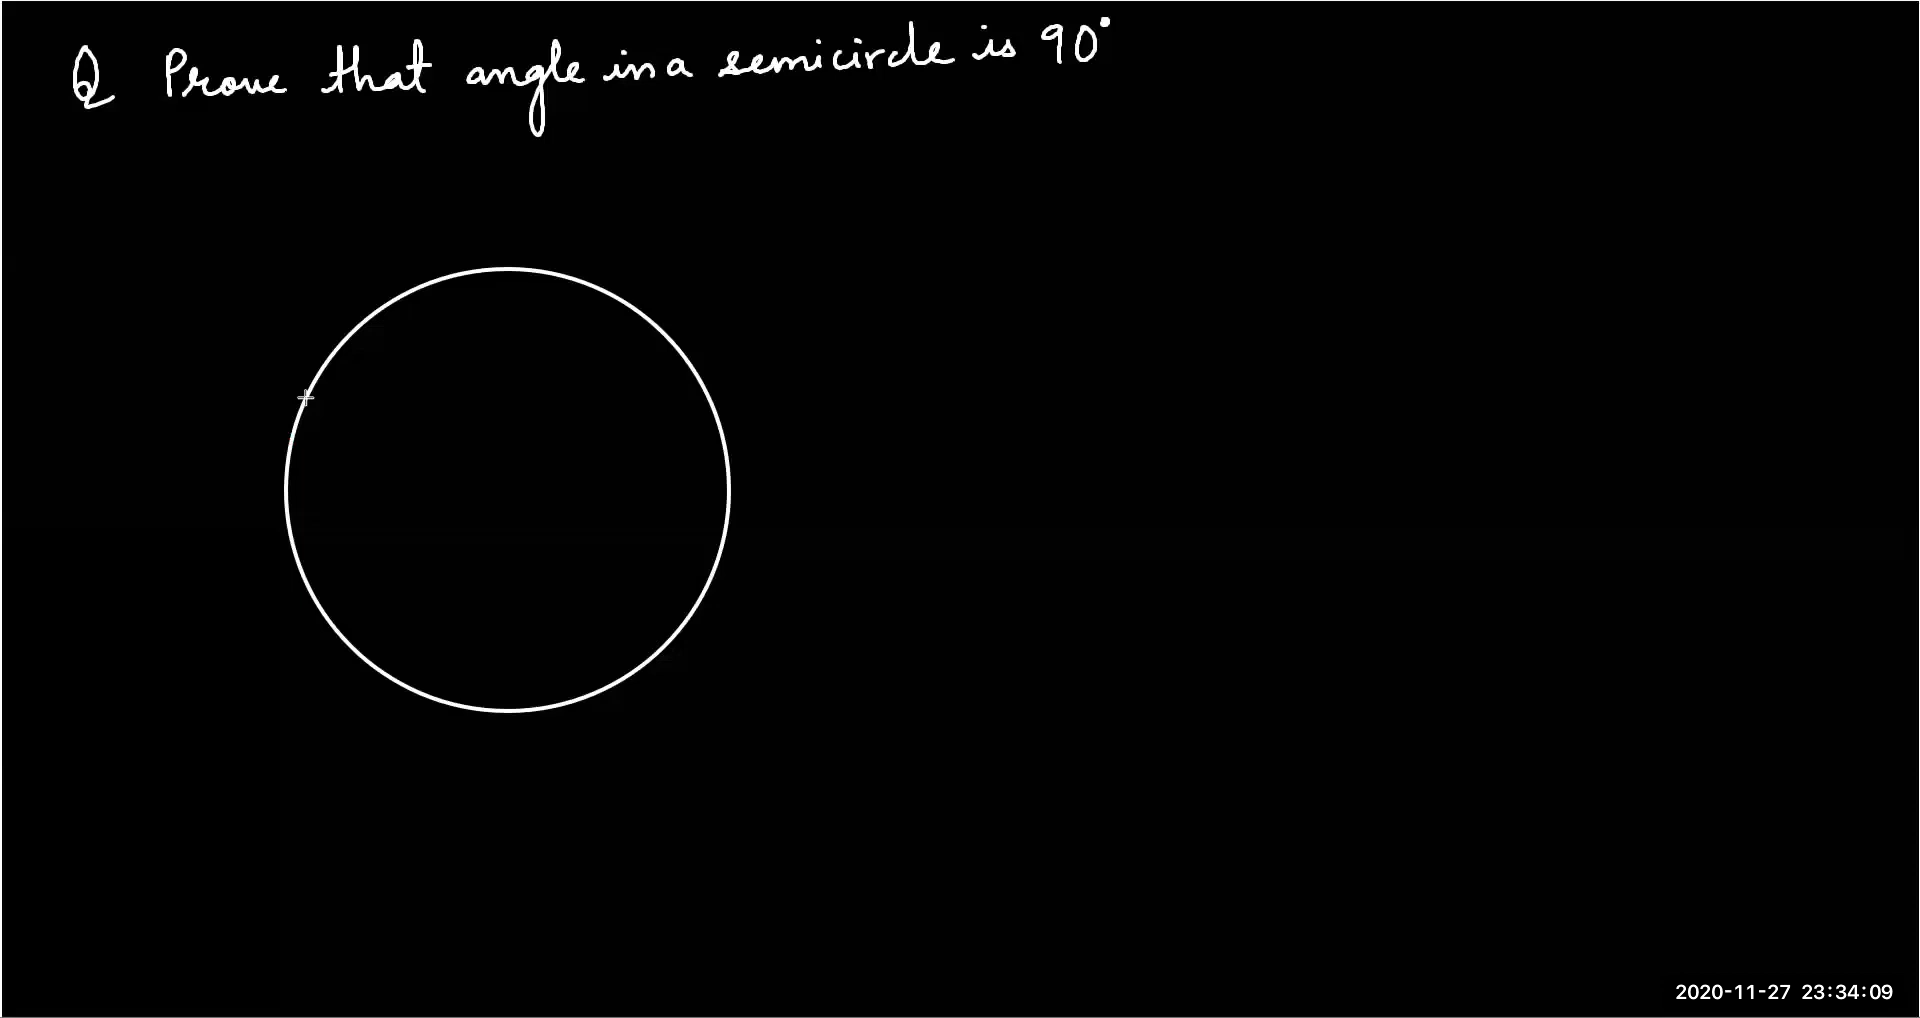 Q Prove that angle in a semicircle is 90°
2020-11-27 23:34:09